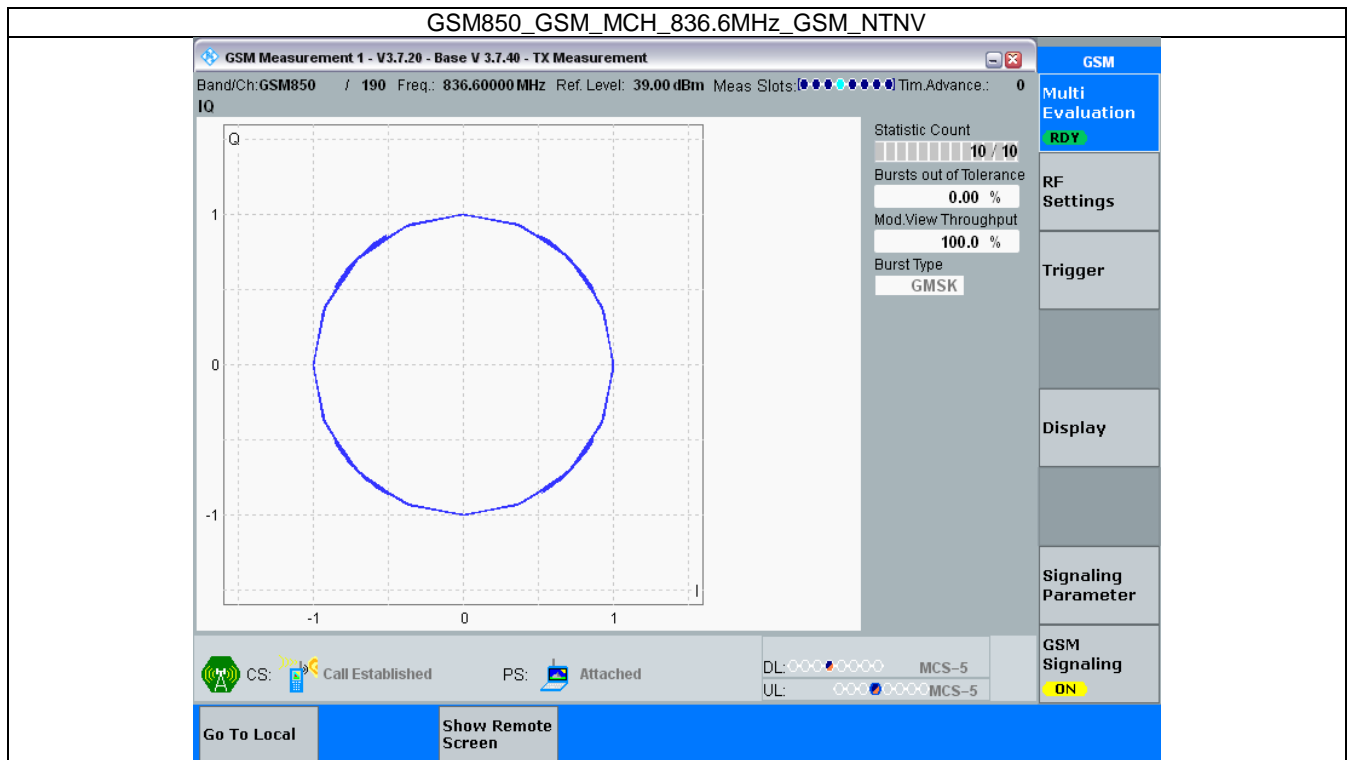 GSM850_GSM_MCH_836.6MHz_GSM_NTNV
GSM Measurement 1 - V3.7.20 - Base V 3.7.40 - TX Measurement
GSM
Band/Ch:GSM850 / 190 Freq.: 836.60000 MHz Ref. Level: 39.00 dBm Meas Slots: Tim.Advance.: 0
IQ
Multi
Evaluation
RDY
Q
Statistic Count
10 / 10
Bursts out of Tolerance
0.00 %
Mod.View Throughput
100.0 %
Burst Type
GMSK
RF
Settings
Trigger
Display
Signaling
Parameter
GSM
Signaling
ON
1
0
-1
I
-1 0 1
CS: Call Established PS: Attached DL: MCS-5
UL: MCS-5
Go To Local
Show Remote
Screen